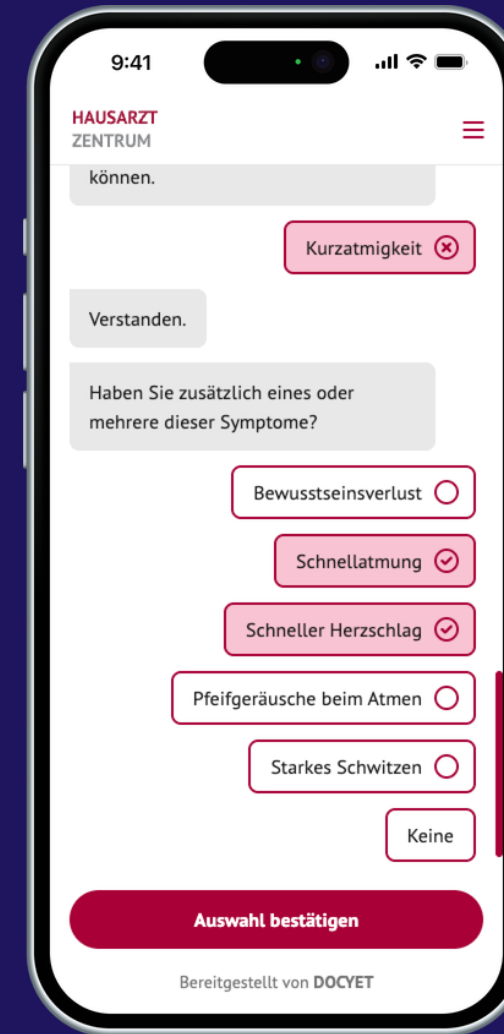 9:41
HAUSARZT
ZENTRUM
können.
Kurzatmigkeit
Verstanden.
Haben Sie zusätzlich eines oder
mehrere dieser Symptome?
Bewusstseinsverlust
Schnellatmung
Schneller Herzschlag
Pfeifgeräusche beim Atmen
Starkes Schwitzen
Keine
Auswahl bestätigen
Bereitgestellt von DOCYET